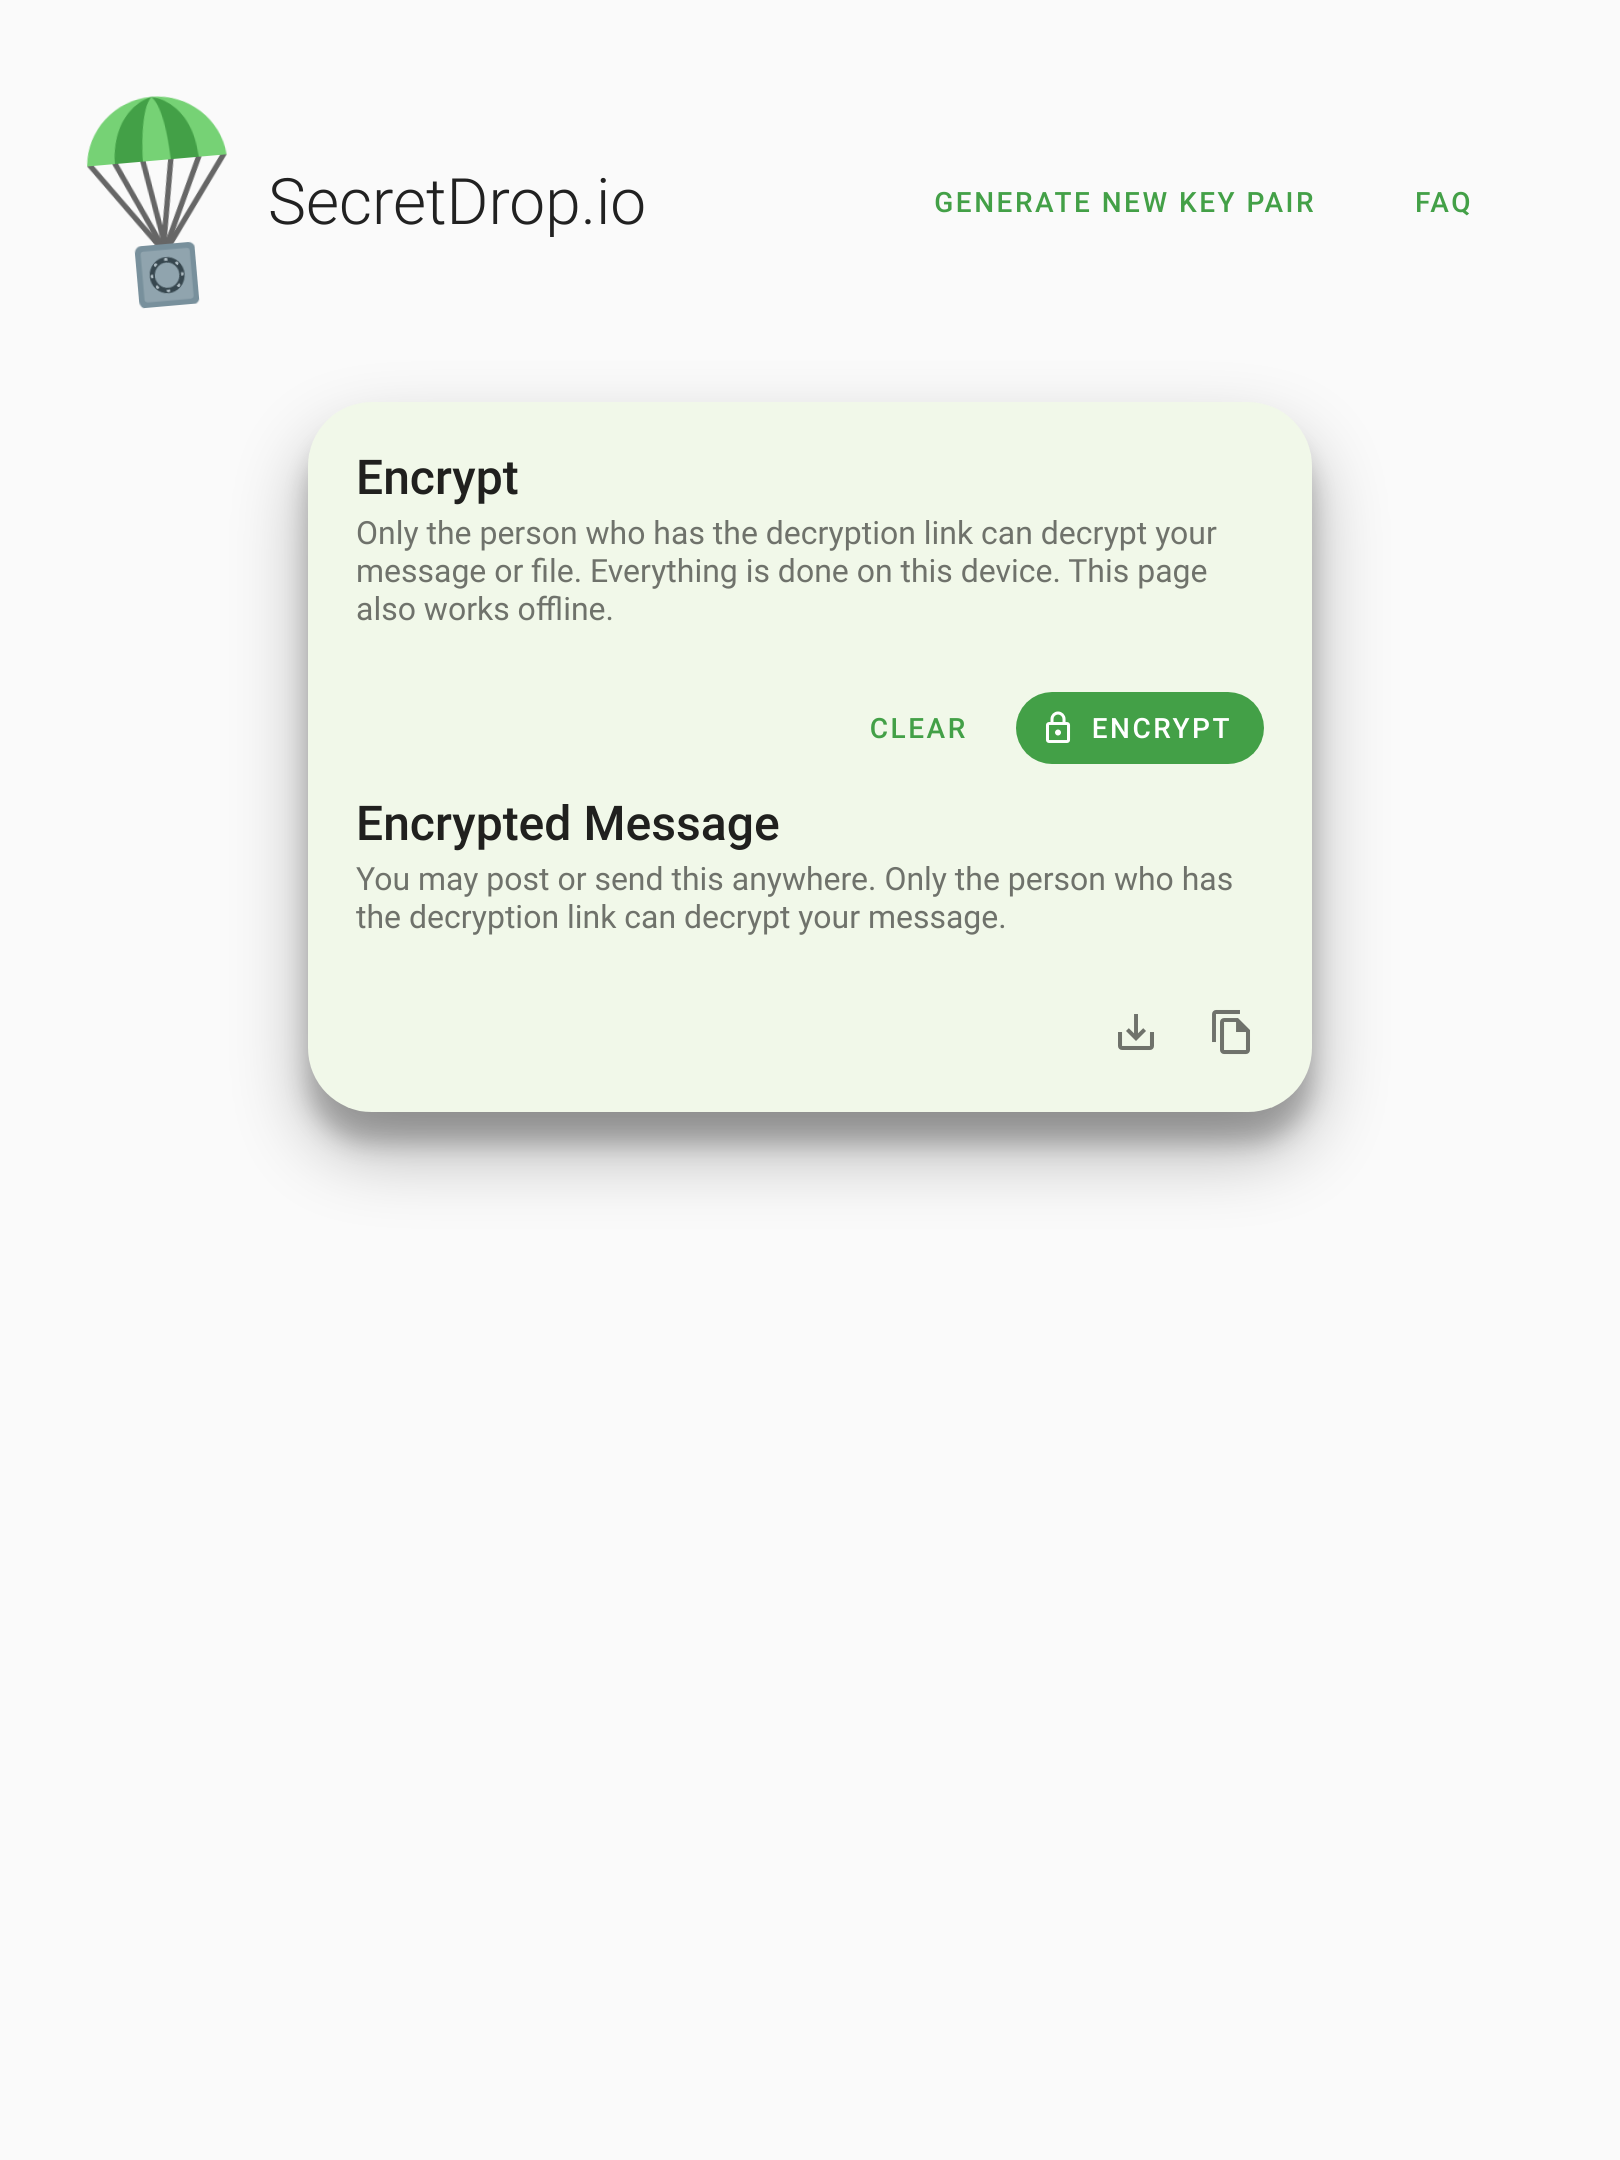 SecretDrop.io
GENERATE NEW KEY PAIR
FAQ
Encrypt
Only the person who has the decryption link can decrypt your
message or file. Everything is done on this device. This page
also works offline.
CLEAR
ENCRYPT
Encrypted Message
You may post or send this anywhere. Only the person who has
the decryption link can decrypt your message.